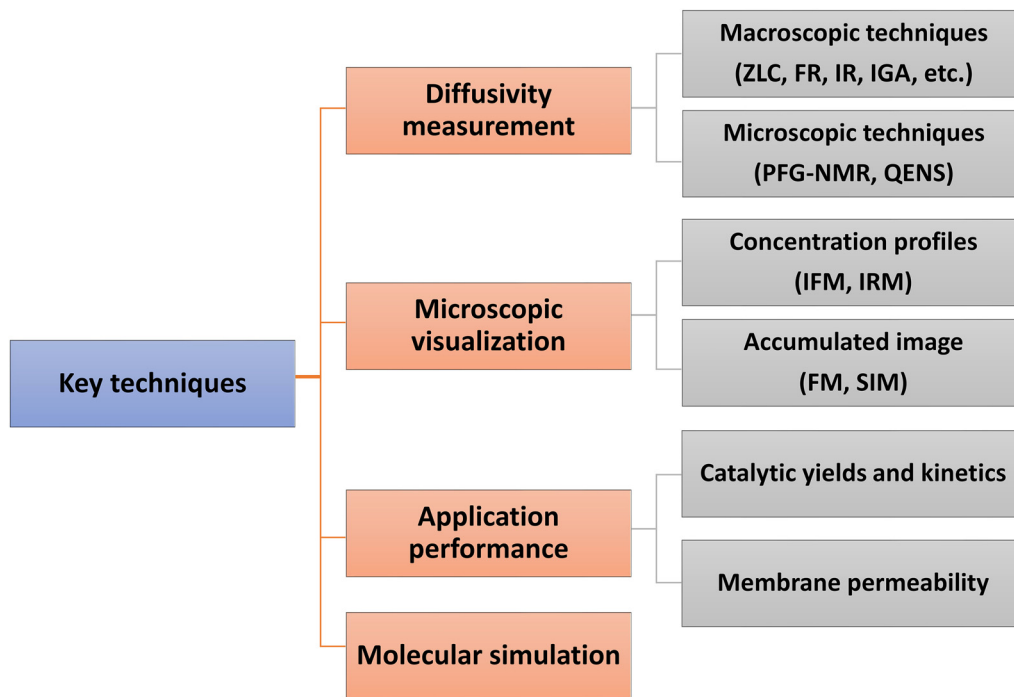 Key techniques
Diffusivity
measurement
Macroscopic techniques
(ZLC, FR, IR, IGA, etc.)
Microscopic techniques
(PFG-NMR, QENS)
Microscopic
visualization
Concentration profiles
(IFM, IRM)
Accumulated image
(FM, SIM)
Application
performance
Catalytic yields and kinetics
Membrane permeability
Molecular simulation